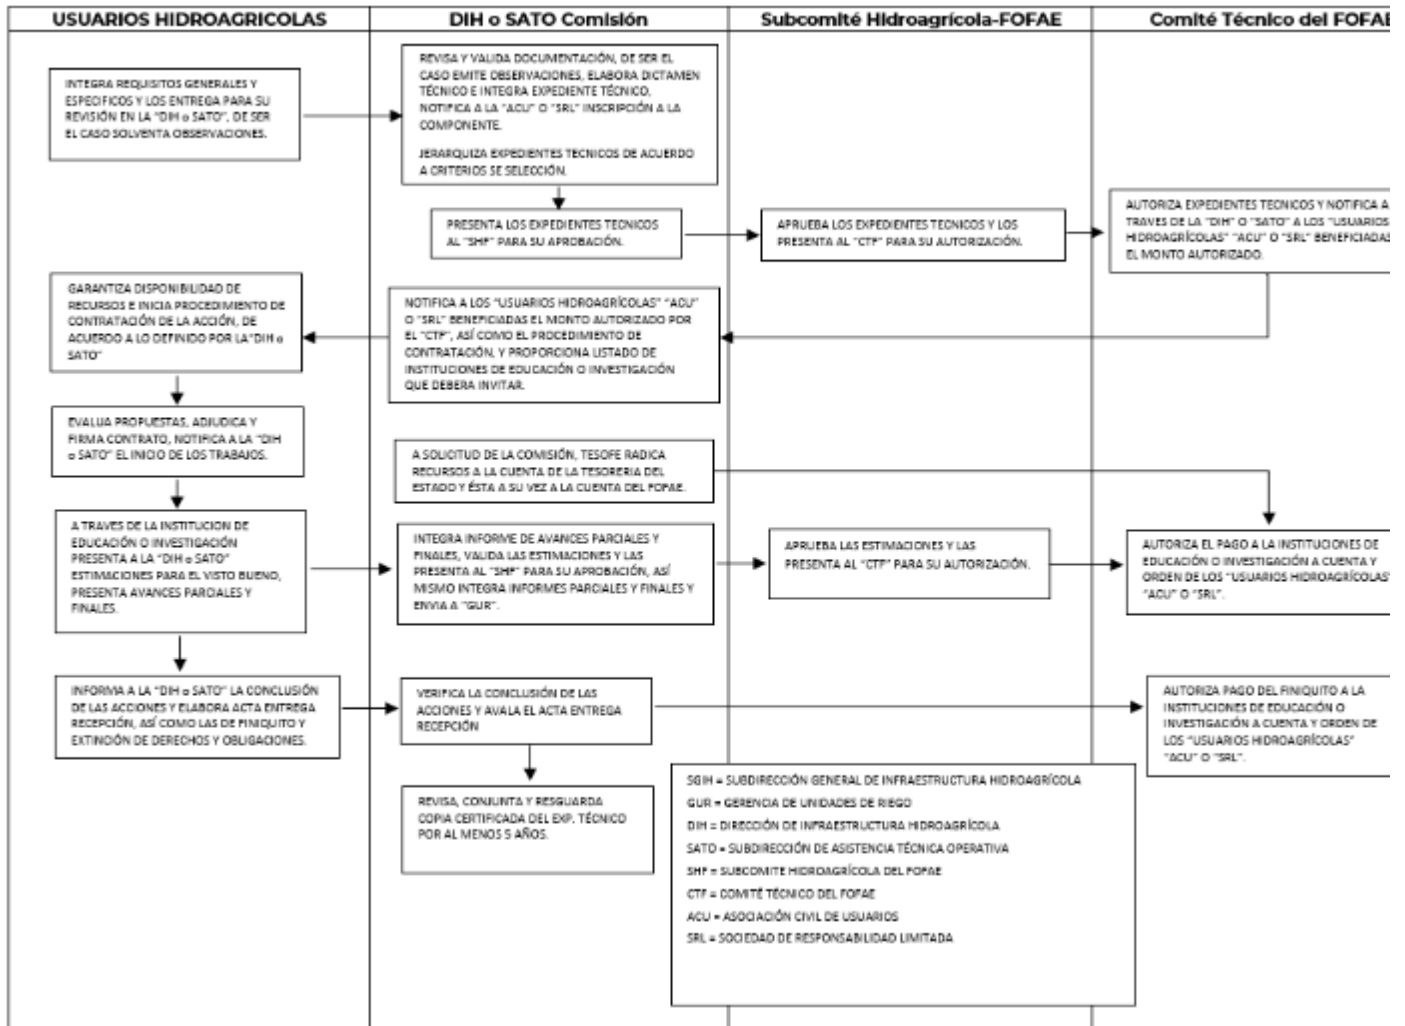 USUARIOS HIDROAGRICOLAS
DIH o SATO Comisión
Subcomité Hidroagrícola-FOFAE
Comité Técnico del FOFAE
INTEGRA REQUISITOS GENERALES Y
ESPECIFICOS Y LOS ENTREGA PARA SU
REVISIÓN EN LA "DIH o SATO", DE SER
EL CASO SOLVENTA OBSERVACIONES.
REVISA Y VALIDA DOCUMENTACIÓN, DE SER EL
CASO EMITE OBSERVACIONES, ELABORA DICTAMEN
TÉCNICO E INTEGRA EXPEDIENTE TÉCNICO,
NOTIFICA A LA "ACU" O "SRL" INSCRIPCIÓN A LA
COMPONENTE.
JERARQUIZA EXPEDIENTES TECNICOS DE ACUERDO
A CRITERIOS SE SELECCIÓN.
PRESENTA LOS EXPEDIENTES TECNICOS
AL "SHF" PARA SU APROBACIÓN.
APRUEBA LOS EXPEDIENTES TECNICOS Y LOS
PRESENTA AL "CTF" PARA SU AUTORIZACIÓN.
AUTORIZA EXPEDIENTES TECNICOS Y NOTIFICA A
TRAVES DE LA "DIH" O "SATO" A LOS "USUARIOS
HIDROAGRÍCOLAS" "ACU" O "SRL" BENEFICIADAS
EL MONTO AUTORIZADO.
GARANTIZA DISPONIBILIDAD DE
RECURSOS E INICIA PROCEDIMIENTO DE
CONTRATACIÓN DE LA ACCIÓN, DE
ACUERDO A LO DEFINIDO POR LA"DIH o
SATO"
NOTIFICA A LOS "USUARIOS HIDROAGRÍCOLAS" "ACU"
O "SRL" BENEFICIADAS EL MONTO AUTORIZADO POR
EL "CTF", ASÍ COMO EL PROCEDIMIENTO DE
CONTRATACIÓN, Y PROPORCIONA LISTADO DE
INSTITUCIONES DE EDUCACIÓN O INVESTIGACIÓN
QUE DEBERA INVITAR.
EVALUA PROPUESTAS, ADJUDICA Y
FIRMA CONTRATO, NOTIFICA A LA "DIH
o SATO" EL INICIO DE LOS TRABAJOS.
A SOLICITUD DE LA COMISIÓN, TESOFE RADICA
RECURSOS A LA CUENTA DE LA TESORERIA DEL
ESTADO Y ÉSTA A SU VEZ A LA CUENTA DEL FOFAE.
A TRAVES DE LA INSTITUCION DE
EDUCACIÓN O INVESTIGACIÓN
PRESENTA A LA "DIH o SATO"
ESTIMACIONES PARA EL VISTO BUENO,
PRESENTA AVANCES PARCIALES Y
FINALES.
INTEGRA INFORME DE AVANCES PARCIALES Y
FINALES, VALIDA LAS ESTIMACIONES Y LAS
PRESENTA AL "SHF" PARA SU APROBACIÓN, ASÍ
MISMO INTEGRA INFORMES PARCIALES Y FINALES Y
ENVIA A "GUR".
APRUEBA LAS ESTIMACIONES Y LAS
PRESENTA AL "CTF" PARA SU AUTORIZACIÓN.
AUTORIZA EL PAGO A LA INSTITUCIONES DE
EDUCACIÓN O INVESTIGACIÓN A CUENTA Y
ORDEN DE LOS "USUARIOS HIDROAGRÍCOLAS"
"ACU" O "SRL".
INFORMA A LA "DIH o SATO" LA CONCLUSIÓN
DE LAS ACCIONES Y ELABORA ACTA ENTREGA
RECEPCIÓN, ASÍ COMO LAS DE FINIQUITO Y
EXTINCIÓN DE DERECHOS Y OBLIGACIONES.
VERIFICA LA CONCLUSIÓN DE LAS
ACCIONES Y AVALA EL ACTA ENTREGA
RECEPCIÓN
AUTORIZA PAGO DEL FINIQUITO A LA
INSTITUCIONES DE EDUCACIÓN O
INVESTIGACIÓN A CUENTA Y ORDEN DE
LOS "USUARIOS HIDROAGRÍCOLAS"
"ACU" O "SRL".
REVISA, CONJUNTA Y RESGUARDA
COPIA CERTIFICADA DEL EXP. TÉCNICO
POR AL MENOS 5 AÑOS.
SGIH = SUBDIRECCIÓN GENERAL DE INFRAESTRUCTURA HIDROAGRÍCOLA
GUR = GERENCIA DE UNIDADES DE RIEGO
DIH = DIRECCIÓN DE INFRAESTRUCTURA HIDROAGRÍCOLA
SATO = SUBDIRECCIÓN DE ASISTENCIA TÉCNICA OPERATIVA
SHF = SUBCOMITE HIDROAGRÍCOLA DEL FOFAE
CTF = COMITÉ TÉCNICO DEL FOFAE
ACU = ASOCIACIÓN CIVIL DE USUARIOS
SRL = SOCIEDAD DE RESPONSABILIDAD LIMITADA